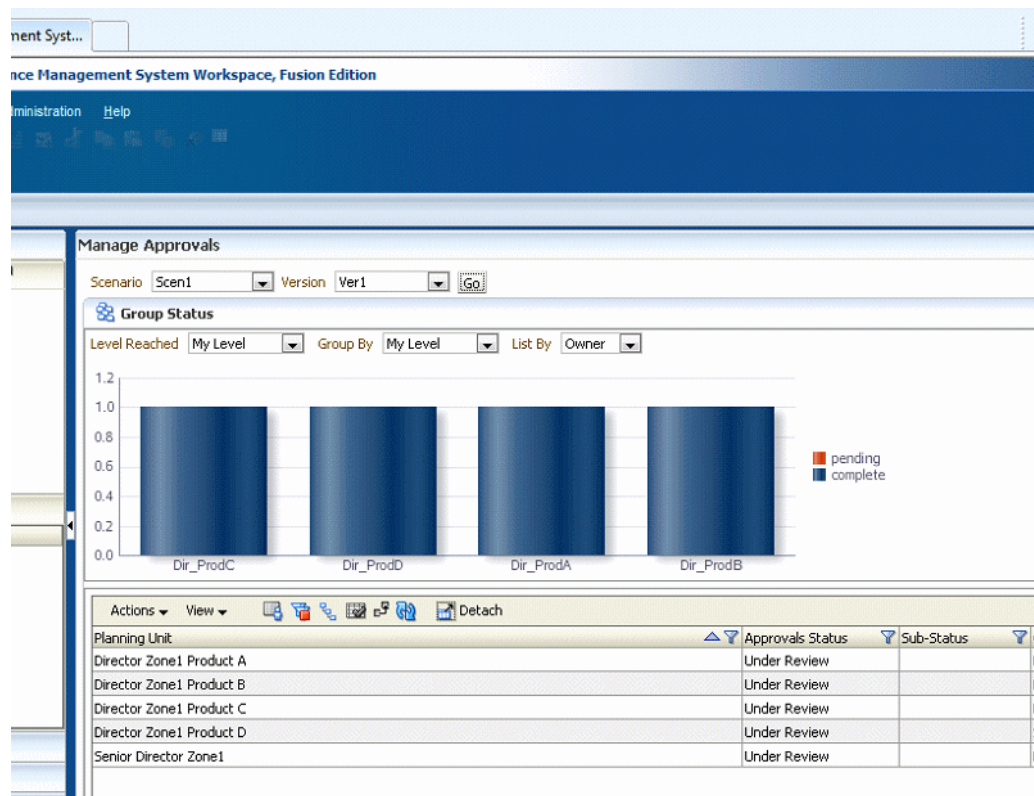 ment Syst...
nce Management System Workspace, Fusion Edition
dministration Help
Manage Approvals
Scenario Scen1 Version Ver1 Go
Group Status
Level Reached My Level Group By My Level List By Owner
1.2
1.0
0.8
0.6
0.4
0.2
0.0
Dir_ProdC Dir_ProdD Dir_ProdA Dir_ProdB
pending
complete
Actions View Detach
Planning Unit Approvals Status Sub-Status
Director Zone1 Product A Under Review
Director Zone1 Product B Under Review
Director Zone1 Product C Under Review
Director Zone1 Product D Under Review
Senior Director Zone1 Under Review